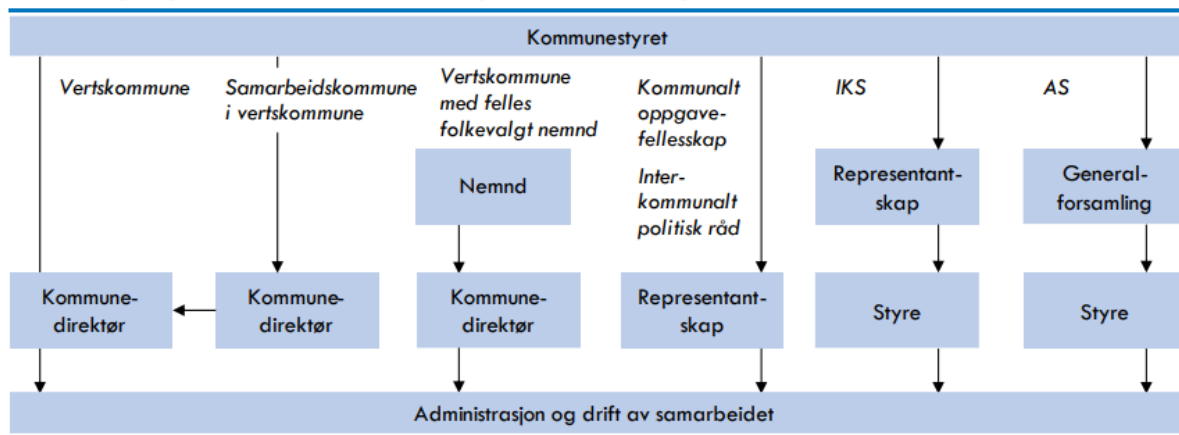 Kommunestyret
Vertskommune
Samarbeidskommune
i vertskommune
Vertskommune
med felles
folkevalgt nemnd
Kommunalt
oppgave-
fellesskap
Inter-
kommunalt
politisk råd
IKS
AS
Nemnd
Representant-
skap
General-
forsamling
Kommune-
direktør
Kommune-
direktør
Kommune-
direktør
Representant-
skap
Styre
Styre
Administrasjon og drift av samarbeidet